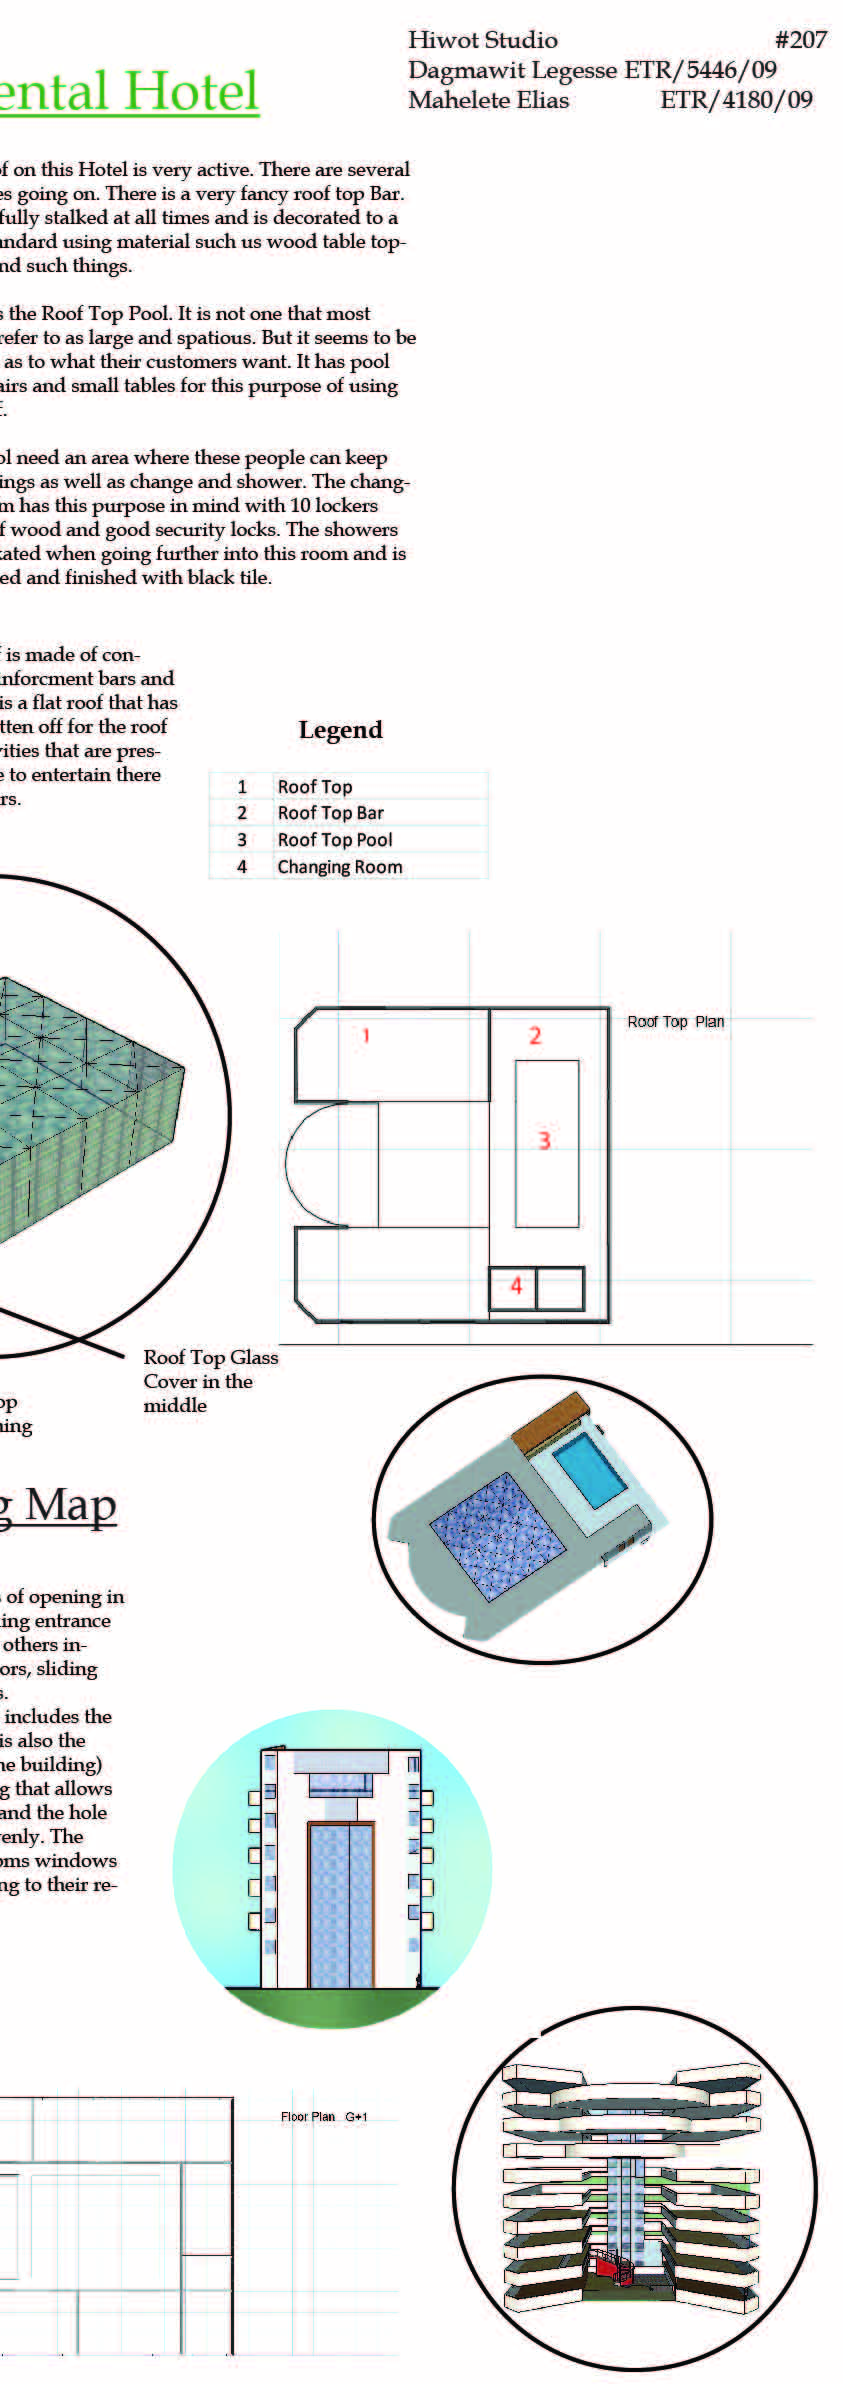 Hiwot Studio #207
Dagmawit Legesse ETR/5446/09
Mahelete Elias ETR/4180/09
ental Hotel
of on this Hotel is very active. There are several
es going on. There is a very fancy roof top Bar.
fully stalked at all times and is decorated to a
andard using material such us wood table top-
nd such things.
s the Roof Top Pool. It is not one that most
refer to as large and spatious. But it seems to be
as to what their customers want. It has pool
airs and small tables for this purpose of using
f.
ol need an area where these people can keep
ings as well as change and shower. The chang-
m has this purpose in mind with 10 lockers
f wood and good security locks. The showers
kated when going further into this room and is
ed and finished with black tile.
f is made of con-
inforcment bars and
is a flat roof that has
tten off for the roof
vities that are pres-
e to entertain there
rs.
Legend
1 Roof Top
2 Roof Top Bar
3 Roof Top Pool
4 Changing Room
Roof Top Plan
1
2
3
4
Roof Top Glass
Cover in the
middle
op
ning
g Map
s of opening in
ling entrance
others in-
ors, sliding
s.
includes the
is also the
he building)
g that allows
and the hole
venly. The
oms windows
ng to their re-
Floor Plan G+1